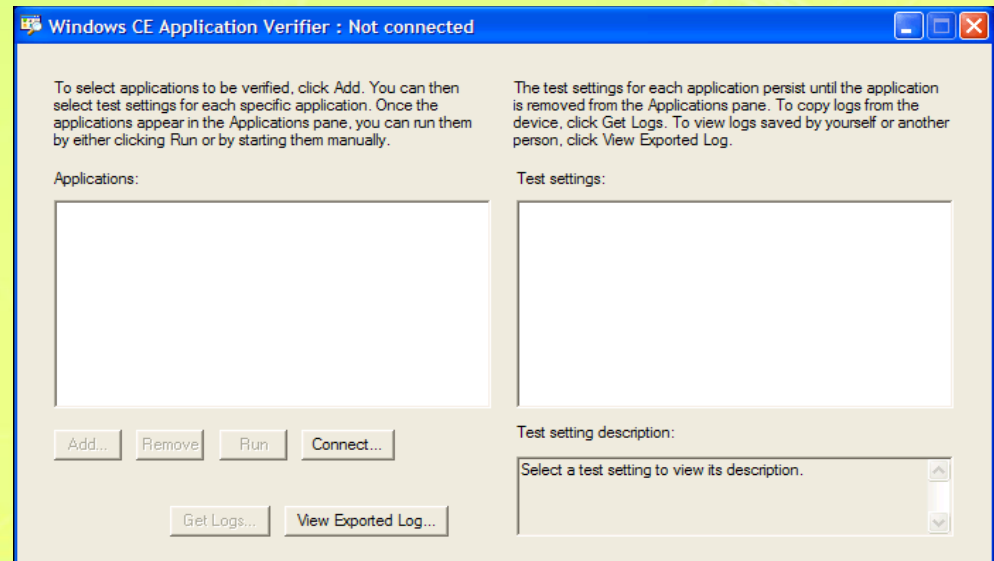 Windows CE Application Verifier : Not connected
To select applications to be verified, click Add. You can then
select test settings for each specific application. Once the
applications appear in the Applications pane, you can run them
by either clicking Run or by starting them manually.
The test settings for each application persist until the application
is removed from the Applications pane. To copy logs from the
device, click Get Logs. To view logs saved by yourself or another
person, click View Exported Log.
Applications:
Test settings:
Add...
Remove
Run
Connect...
Test setting description:
Select a test setting to view its description.
Get Logs...
View Exported Log...